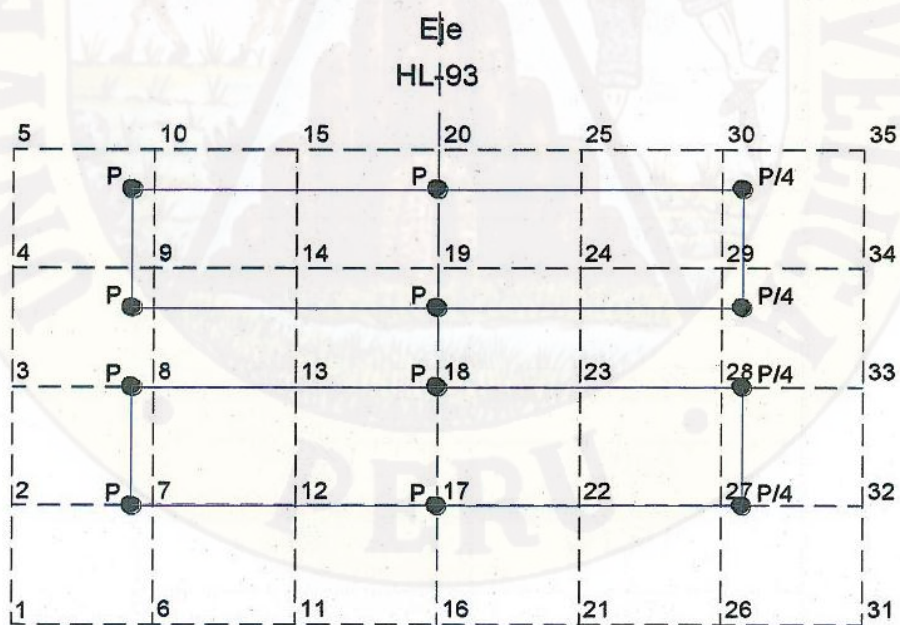 Eje
HL-93
5 10 15 20 25 30 35
P P P/4
4 9 14 19 24 29 34
P P P/4
3 P 8 13 P 18 23 28 P/4 33
2 P 7 12 P 17 22 27 P/4 32
PERU
1 6 11 16 21 26 31